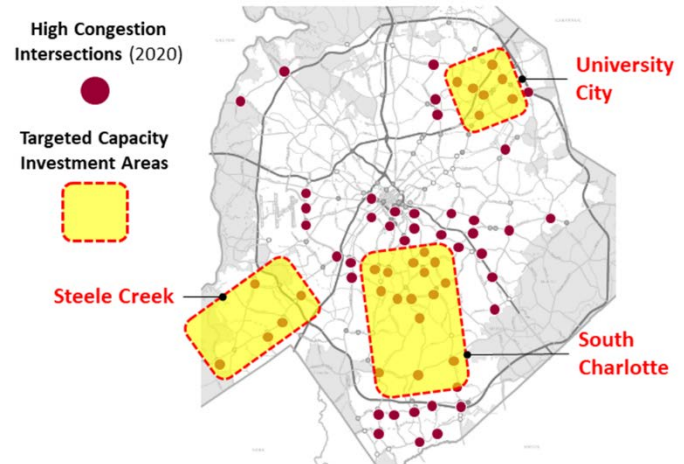 High Congestion
Intersections (2020)
Targeted Capacity
Investment Areas
University
City
Steele Creek
South
Charlotte